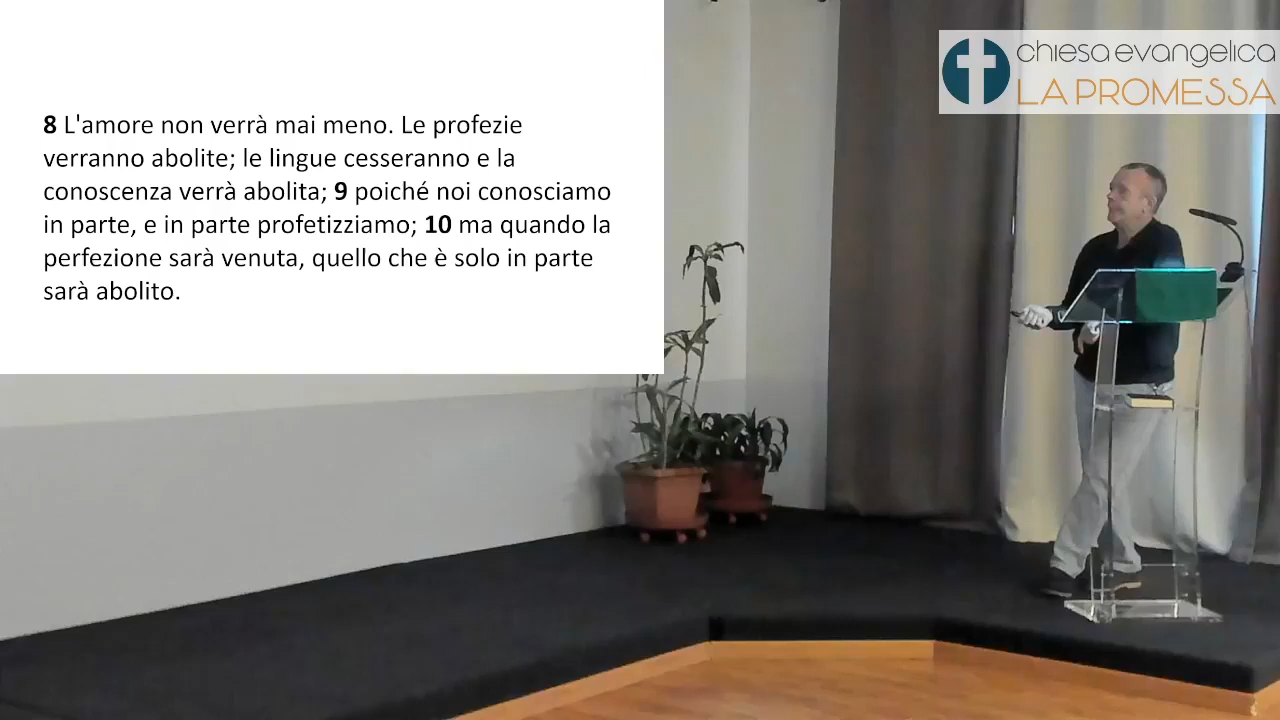 8 L'amore non verrà mai meno. Le profezie
verranno abolite; le lingue cesseranno e la
conoscenza verrà abolita; 9 poiché noi conosciamo
in parte, e in parte profetizziamo; 10 ma quando la
perfezione sarà venuta, quello che è solo in parte
sarà abolito.
chiesa evangelica
LA PROMESSA